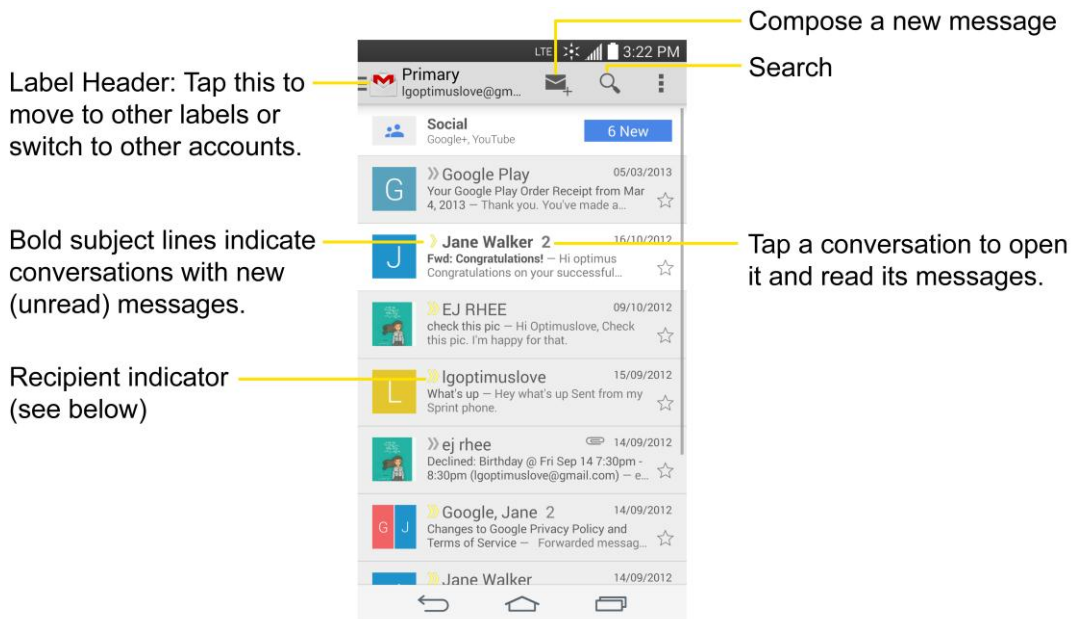 Compose a new message
Search
Label Header: Tap this to
move to other labels or
switch to other accounts.
Bold subject lines indicate
conversations with new
(unread) messages.
Recipient indicator
(see below)
Tap a conversation to open
it and read its messages.
LTE 3:22 PM
Primary
lgoptimuslove@gm...
Social
Google+, YouTube
6 New
G
Google Play 05/03/2013
Your Google Play Order Receipt from Mar
4, 2013 – Thank you. You've made a...
J
Jane Walker 2 16/10/2012
Fwd: Congratulations! – Hi optimus
Congratulations on your successful...
EJ RHEE 09/10/2012
check this pic – Hi Optimuslove, Check
this pic. I'm happy for that.
L
lgoptimuslove 15/09/2012
What's up – Hey what's up Sent from my
Sprint phone.
ej rhee 14/09/2012
Declined: Birthday @ Fri Sep 14 7:30pm -
8:30pm (lgoptimuslove@gmail.com) – e...
G J
Google, Jane 2 14/09/2012
Changes to Google Privacy Policy and
Terms of Service – Forwarded messag...
Jane Walker 14/09/2012